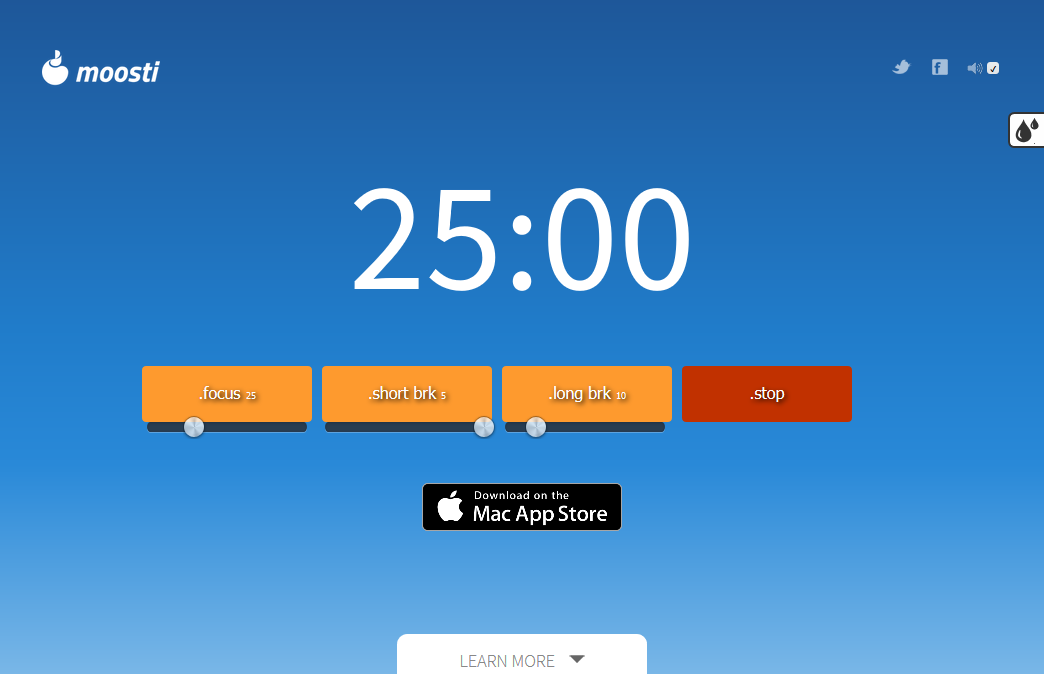 moosti
25:00
.focus 25
.short brk 5
.long brk 10
.stop
Download on the
Mac App Store
LEARN MORE